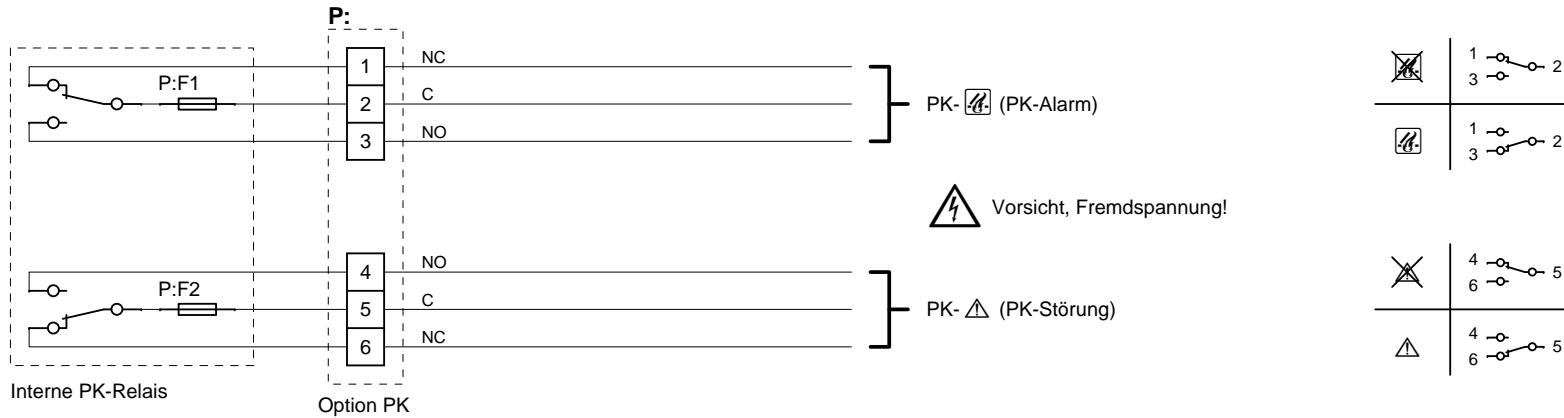 P:
Interne PK-Relais
P:F1
1
2
3
NC
C
NO
PK- (PK-Alarm)
1
3
2
1
3
2
Vorsicht, Fremdspannung!
P:F2
4
5
6
NO
C
NC
PK- (PK-Störung)
4
6
5
4
6
5
Option PK